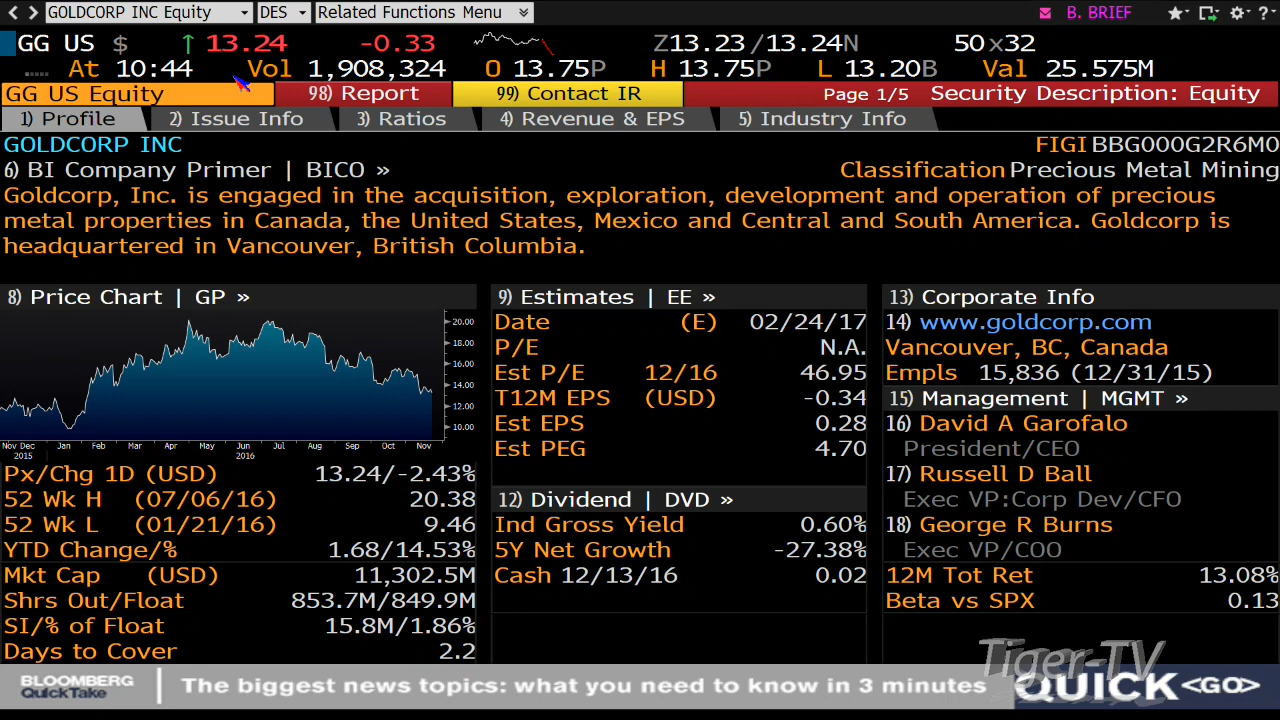 GOLDCORP INC Equity DES Related Functions Menu B. BRIEF ?
GG US $ ↑ 13.24 -0.33 Z13.23 /13.24N 50 x32
At 10:44 Vol 1,908,324 O 13.75P H 13.75P L 13.20B Val 25.575M
GG US Equity 98) Report 99) Contact IR Page 1/5 Security Description: Equity
1) Profile 2) Issue Info 3) Ratios 4) Revenue & EPS 5) Industry Info
GOLDCORP INC FIGI BBG000G2R6M0
6) BI Company Primer | BICO » Classification Precious Metal Mining
Goldcorp, Inc. is engaged in the acquisition, exploration, development and operation of precious
metal properties in Canada, the United States, Mexico and Central and South America. Goldcorp is
headquartered in Vancouver, British Columbia.
8) Price Chart | GP »
20.00
18.00
16.00
14.00
12.00
10.00
Nov Dec Jan Feb Mar Apr May Jun Jul Aug Sep Oct Nov
2015 2016
Px/Chg 1D (USD) 13.24/-2.43%
52 Wk H (07/06/16) 20.38
52 Wk L (01/21/16) 9.46
YTD Change/% 1.68/14.53%
Mkt Cap (USD) 11,302.5M
Shrs Out/Float 853.7M/849.9M
SI/% of Float 15.8M/1.86%
Days to Cover 2.2
9) Estimates | EE »
Date (E) 02/24/17
P/E N.A.
Est P/E 12/16 46.95
T12M EPS (USD) -0.34
Est EPS 0.28
Est PEG 4.70
12) Dividend | DVD »
Ind Gross Yield 0.60%
5Y Net Growth -27.38%
Cash 12/13/16 0.02
13) Corporate Info
14) www.goldcorp.com
Vancouver, BC, Canada
Empls 15,836 (12/31/15)
15) Management | MGMT »
16) David A Garofalo
President/CEO
17) Russell D Ball
Exec VP:Corp Dev/CFO
18) George R Burns
Exec VP/COO
12M Tot Ret 13.08%
Beta vs SPX 0.13
Tiger-TV
BLOOMBERG
QuickTake
The biggest news topics: what you need to know in 3 minutes QUICK <GO>